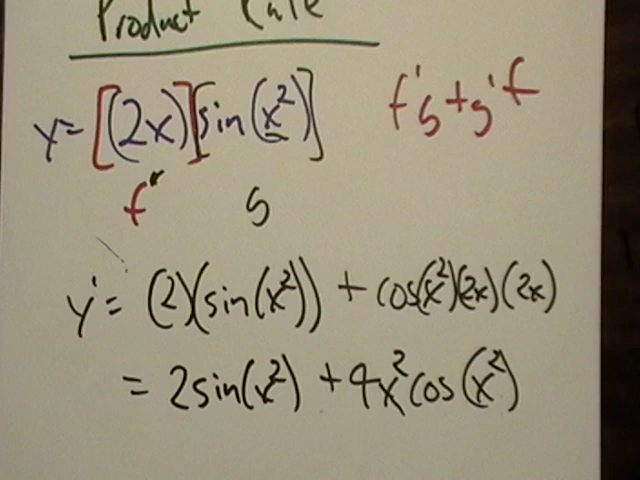 Product Rule
y = [(2x)][sin(x²)] f'g + g'f
f g
y' = (2)(sin(x²)) + cos(x²)(2x)(2x)
= 2sin(x²) + 4x²cos(x²)